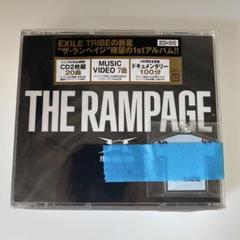 EXILE TRIBEの新星
"ザ・ランペイジ"待望の1stアルバム!!
2CD+DVD
CD2枚組
20曲
MUSIC
VIDEO 7曲
ドキュメンタリー
100分
THE RAMPAGE